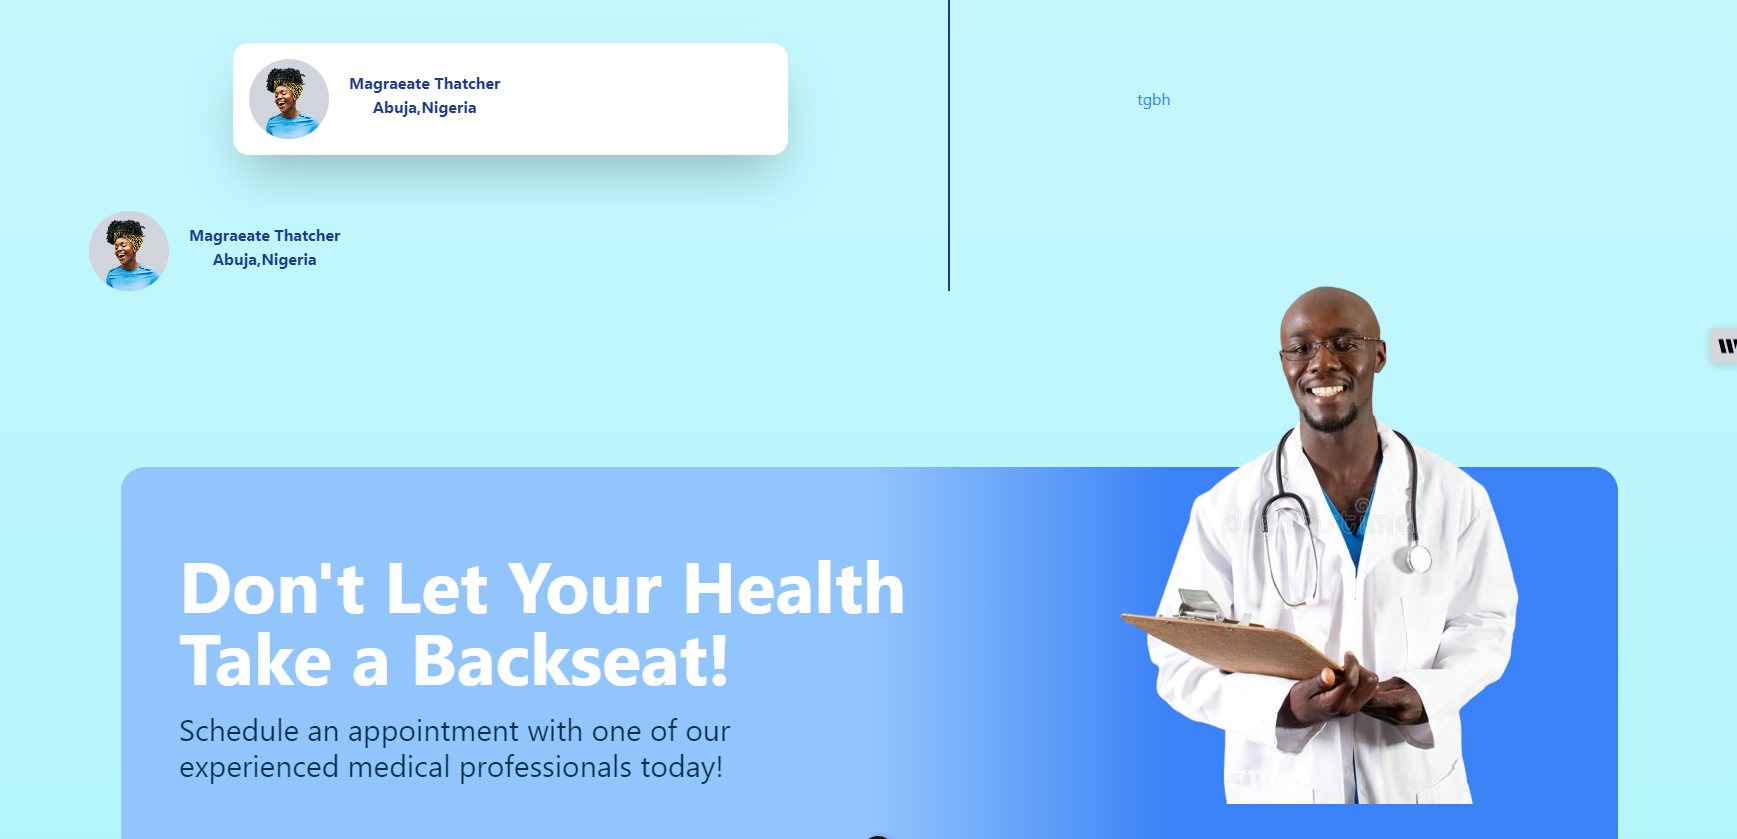 Magraeate Thatcher
Abuja,Nigeria
tgbh
Magraeate Thatcher
Abuja,Nigeria
Don't Let Your Health
Take a Backseat!
Schedule an appointment with one of our
experienced medical professionals today!